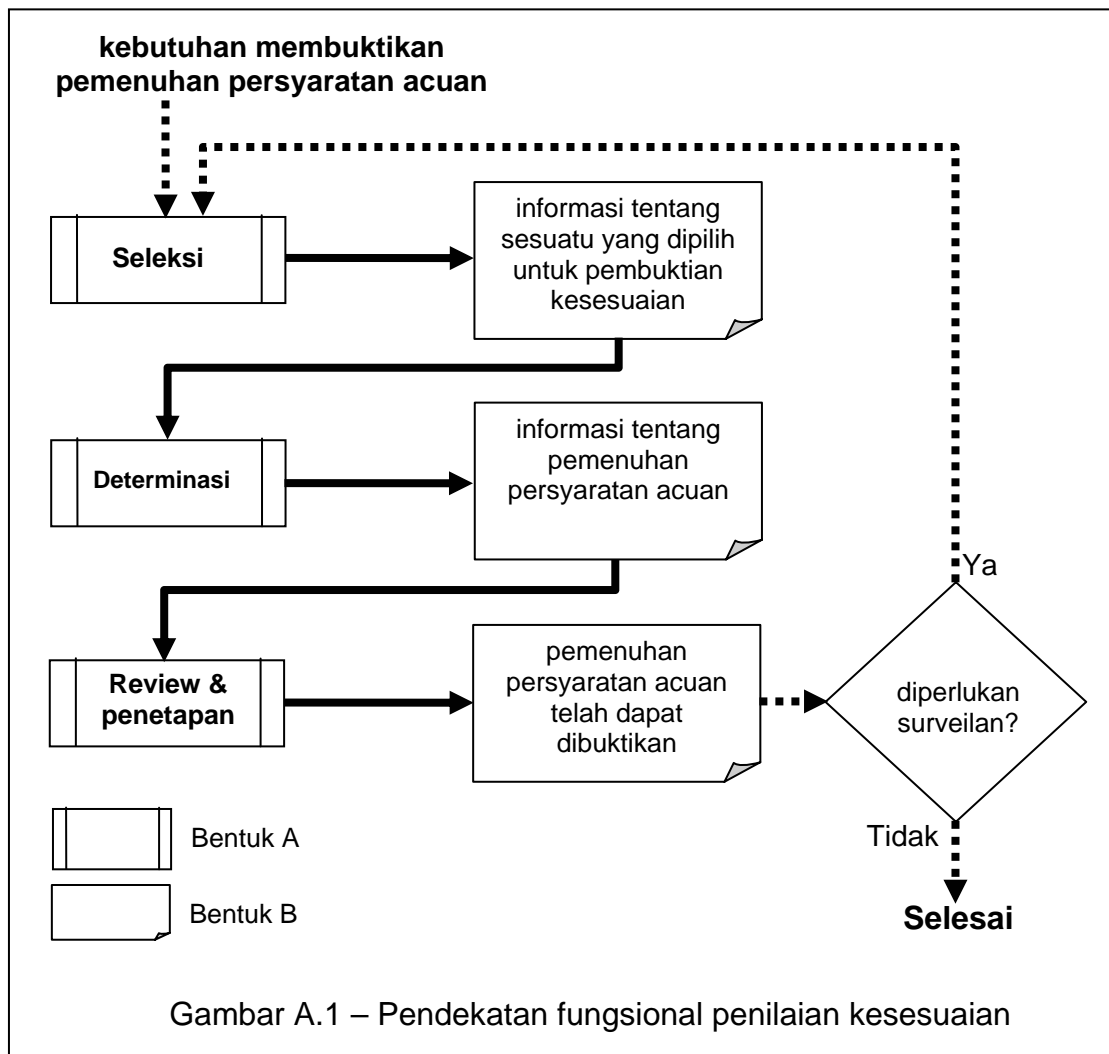 kebutuhan membuktikan
pemenuhan persyaratan acuan
Seleksi
informasi tentang
sesuatu yang dipilih
untuk pembuktian
kesesuaian
Determinasi
informasi tentang
pemenuhan
persyaratan acuan
Review &
penetapan
pemenuhan
persyaratan acuan
telah dapat
dibuktikan
diperlukan
surveilan?
Ya
Tidak
Selesai
Bentuk A
Bentuk B
Gambar A.1 – Pendekatan fungsional penilaian kesesuaian